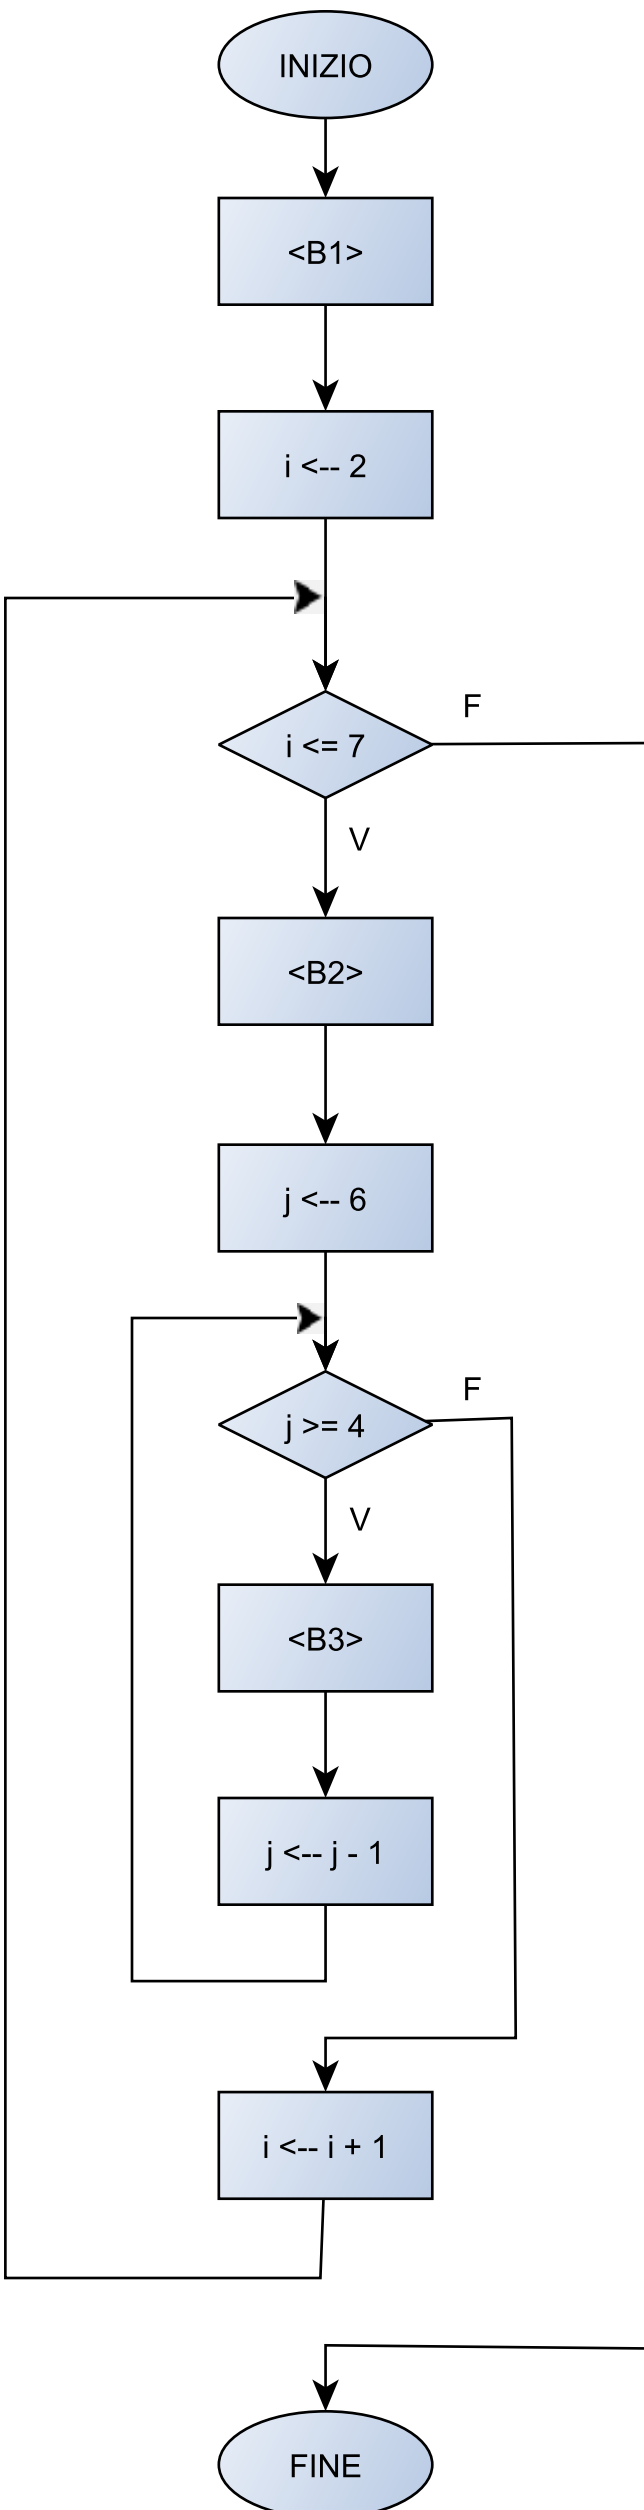 INIZIO
<B1>
i <-- 2
i <= 7
F
V
<B2>
j <-- 6
j >= 4
F
V
<B3>
j <-- j - 1
i <-- i + 1
FINE